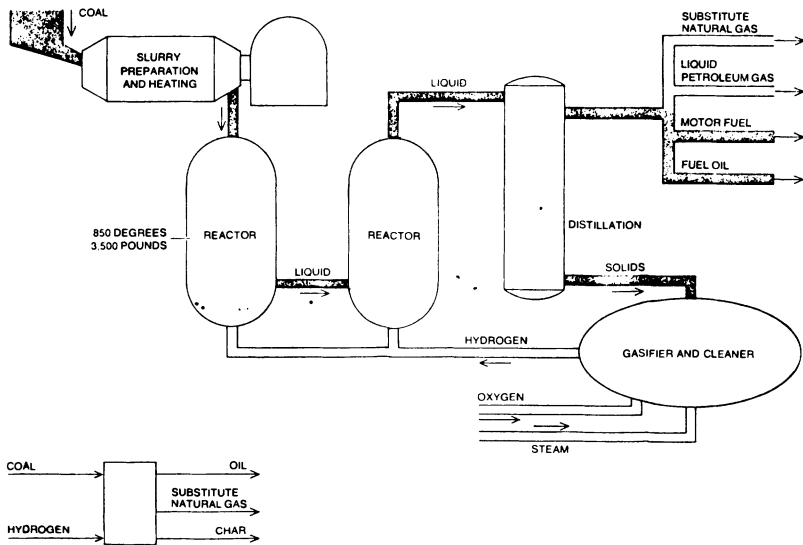 COAL
SLURRY
PREPARATION
AND HEATING
LIQUID
SUBSTITUTE
NATURAL GAS
LIQUID
PETROLEUM GAS
MOTOR FUEL
FUEL OIL
850 DEGREES
3,500 POUNDS
REACTOR
REACTOR
DISTILLATION
LIQUID
SOLIDS
HYDROGEN
GASIFIER AND CLEANER
OXYGEN
STEAM
COAL
OIL
SUBSTITUTE
NATURAL GAS
HYDROGEN
CHAR